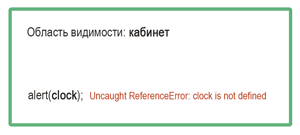 Область видимости: кабинет
alert(clock); Uncaught ReferenceError: clock is not defined